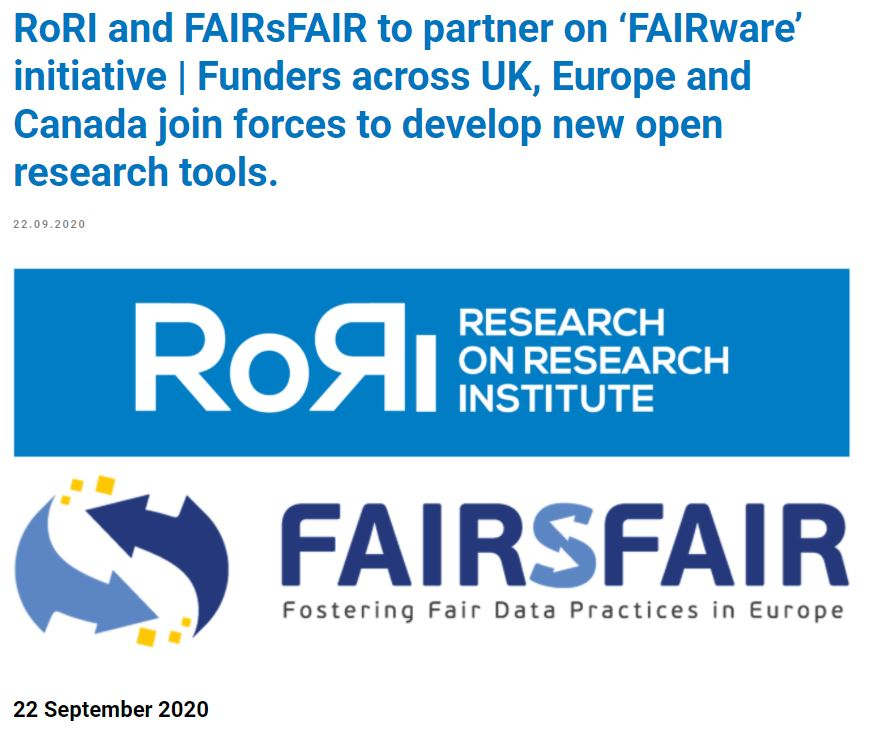 RoRI and FAIRsFAIR to partner on ‘FAIRware’
initiative | Funders across UK, Europe and
Canada join forces to develop new open
research tools.
22.09.2020
RoRI
RESEARCH
ON RESEARCH
INSTITUTE
FAIRSFAIR
Fostering Fair Data Practices in Europe
22 September 2020